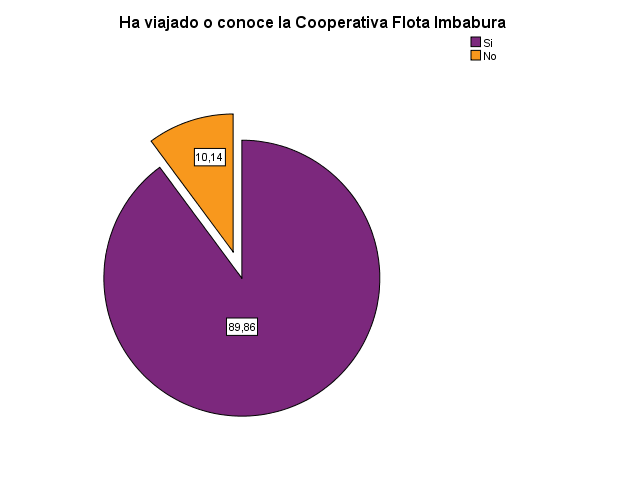 Ha viajado o conoce la Cooperativa Flota Imbabura
Si
No
10,14
89,86